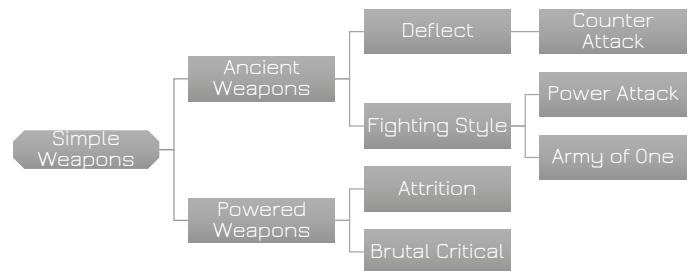 Simple
Weapons
Ancient
Weapons
Deflect
Counter
Attack
Fighting Style
Power Attack
Army of One
Powered
Weapons
Attrition
Brutal Critical